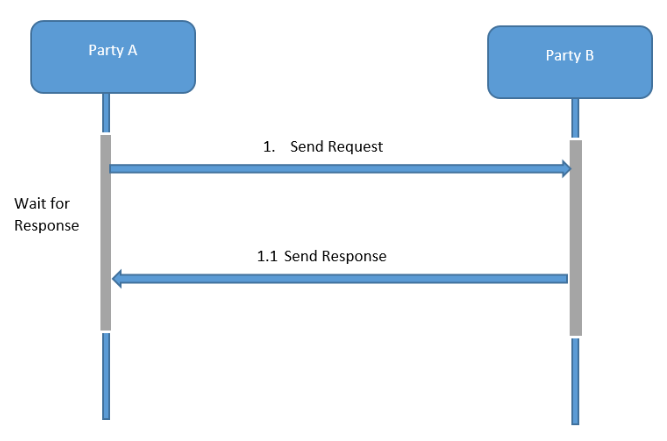 Party A
Party B
1. Send Request
Wait for
Response
1.1 Send Response